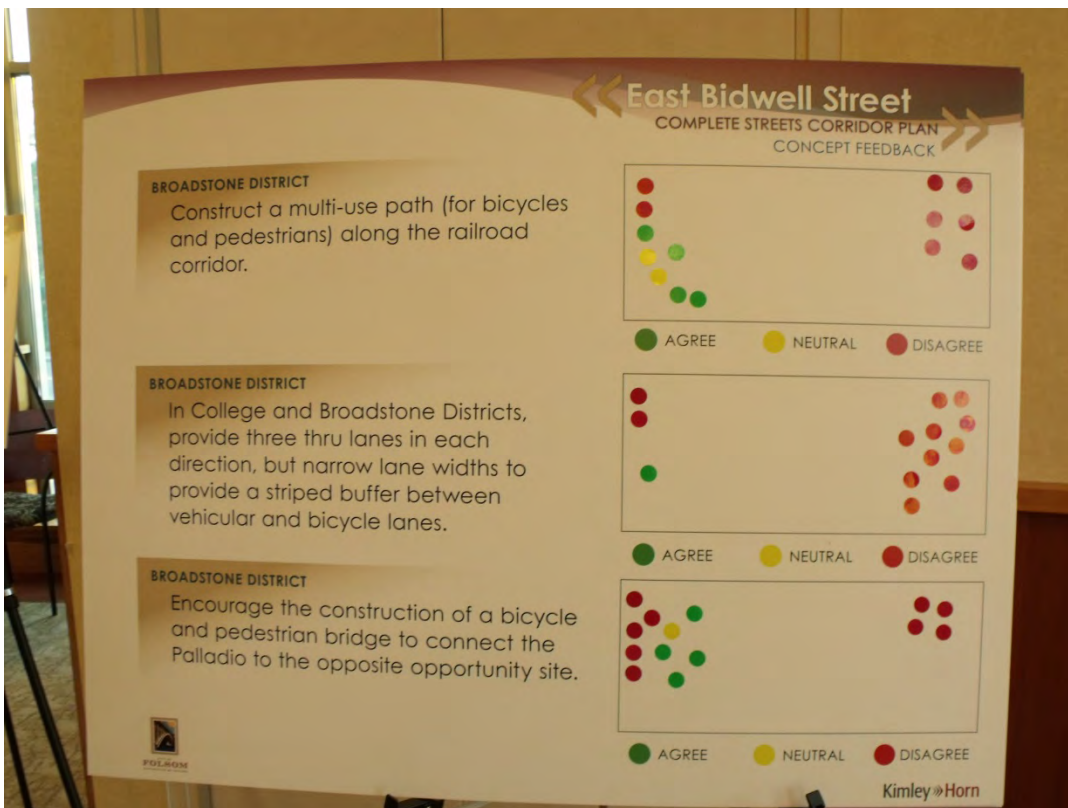 East Bidwell Street
COMPLETE STREETS CORRIDOR PLAN
CONCEPT FEEDBACK
BROADSTONE DISTRICT
Construct a multi-use path (for bicycles
and pedestrians) along the railroad
corridor.
AGREE NEUTRAL DISAGREE
BROADSTONE DISTRICT
In College and Broadstone Districts,
provide three thru lanes in each
direction, but narrow lane widths to
provide a striped buffer between
vehicular and bicycle lanes.
AGREE NEUTRAL DISAGREE
BROADSTONE DISTRICT
Encourage the construction of a bicycle
and pedestrian bridge to connect the
Palladio to the opposite opportunity site.
AGREE NEUTRAL DISAGREE
FOLSOM
Kimley»Horn